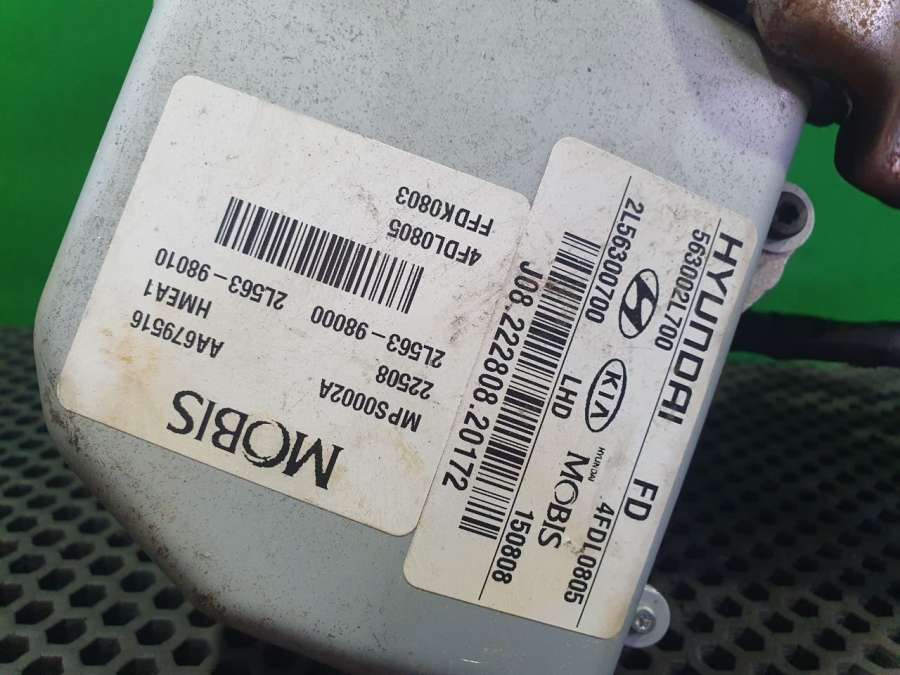 MOBIS
MPS0002A
22508
2L563-98000 2L563-98010
HMEA1
AA679516
4FDL0805
FFDK0803
HYUNDAI FD
563002L700 4FDL0805
KIA HYUNDAI MOBIS
2L56300700 LHD 150808
J08.222808.20172